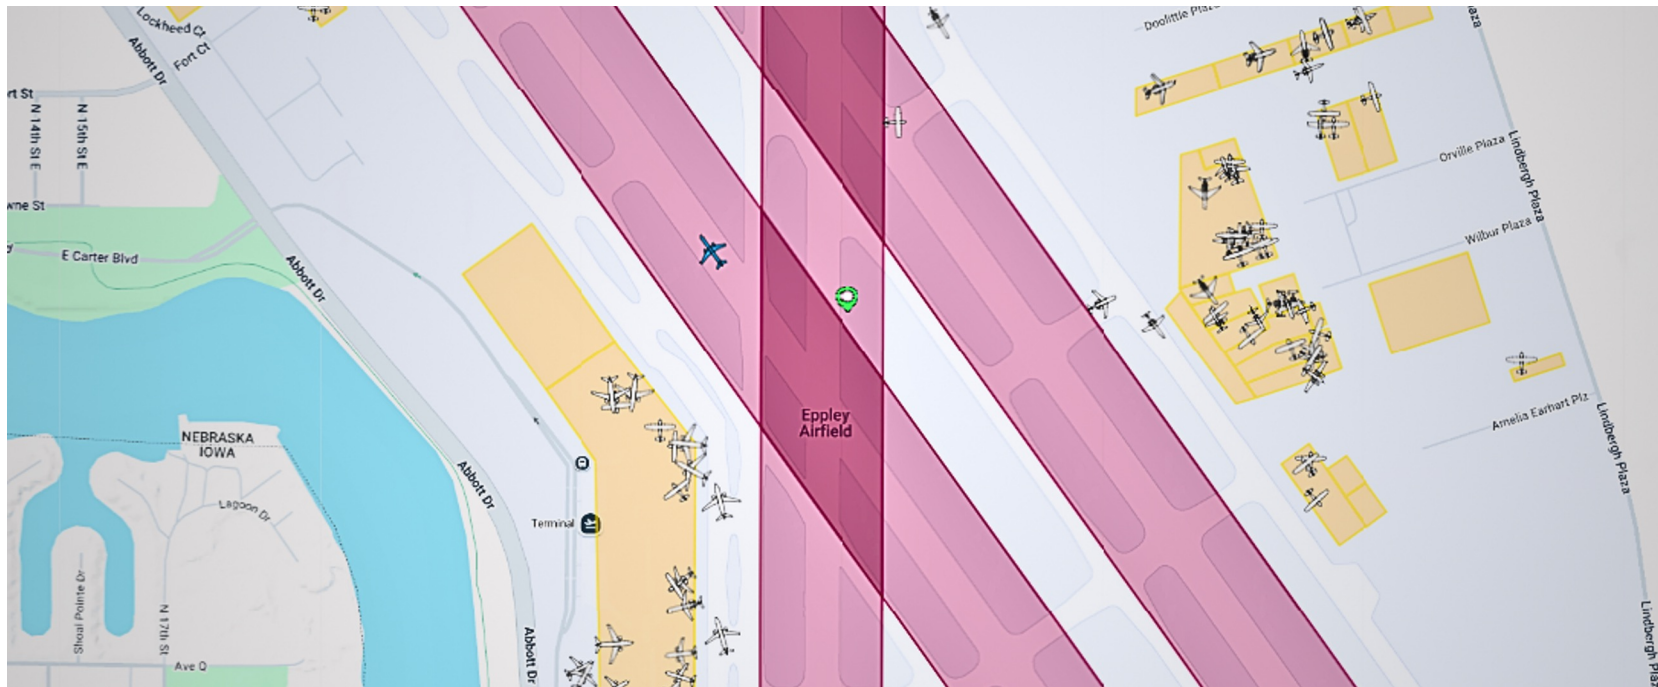 Lockheed Ct
Fort Ct
Abbott Dr
rt St
N 14th St E
N 15th St E
wne St
E Carter Blvd
Abbott Dr
NEBRASKA
IOWA
Abbott Dr
Lagoon Dr
Terminal
Shoal Pointe Dr
N 17th St
Abbott Dr
Ave Q
Eppley
Airfield
Doolittle Plaza
aza
Orville Plaza
Lindbergh Plaza
Wilbur Plaza
Amelia Earhart Plz
Lindbergh Plaza
Lindbergh Plaz